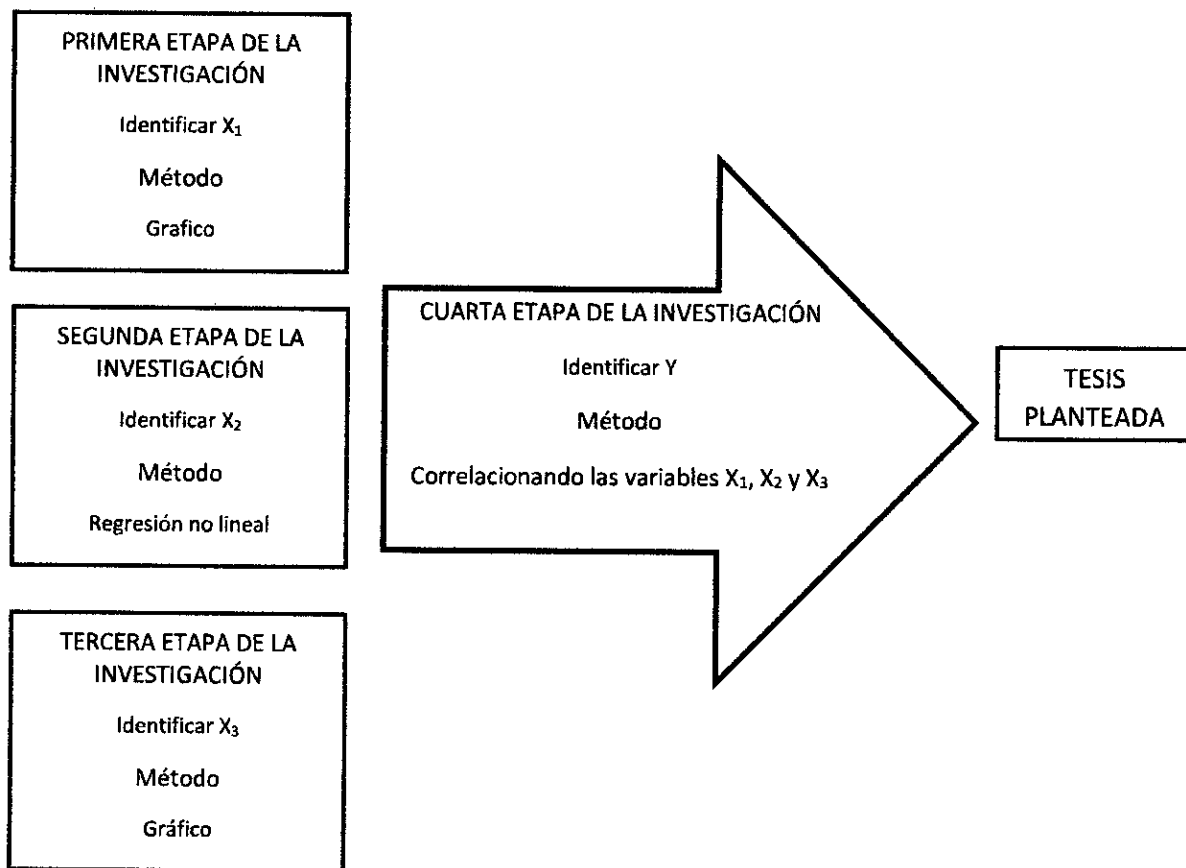 PRIMERA ETAPA DE LA
INVESTIGACIÓN
Identificar X₁
Método
Grafico
SEGUNDA ETAPA DE LA
INVESTIGACIÓN
Identificar X₂
Método
Regresión no lineal
TERCERA ETAPA DE LA
INVESTIGACIÓN
Identificar X₃
Método
Gráfico
CUARTA ETAPA DE LA INVESTIGACIÓN
Identificar Y
Método
Correlacionando las variables X₁, X₂ y X₃
TESIS
PLANTEADA